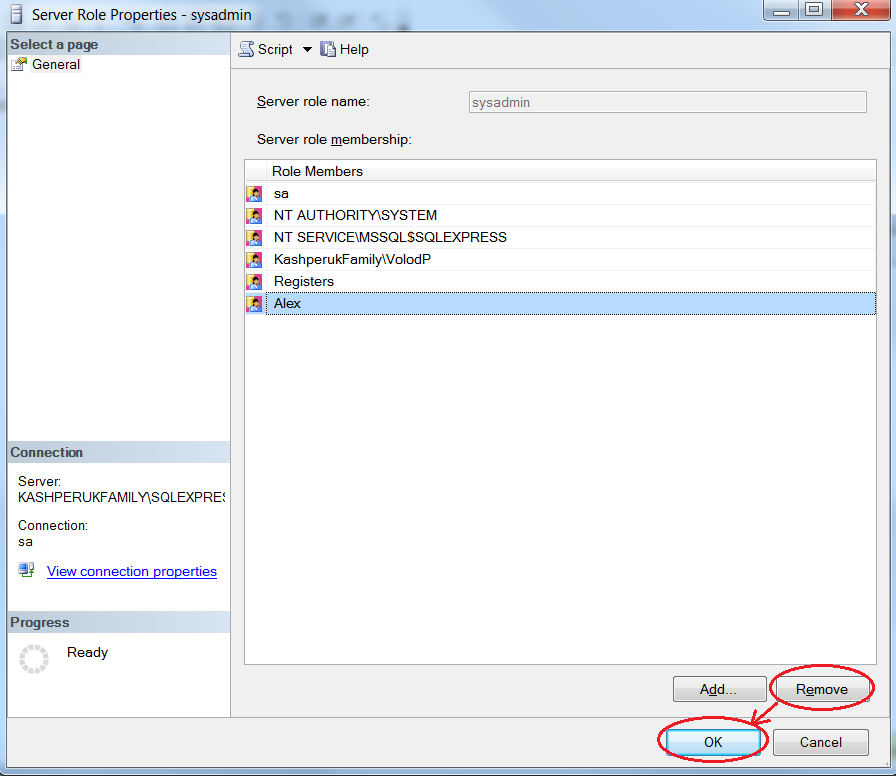 Server Role Properties - sysadmin
Select a page
General
Script Help
Server role name: sysadmin
Server role membership:
Role Members
sa
NT AUTHORITY\SYSTEM
NT SERVICE\MSSQL$SQLEXPRESS
KashperukFamily\VolodP
Registers
Alex
Connection
Server:
KASHPERUKFAMILY\SQLEXPRES
Connection:
sa
View connection properties
Progress
Ready
Add... Remove
OK Cancel